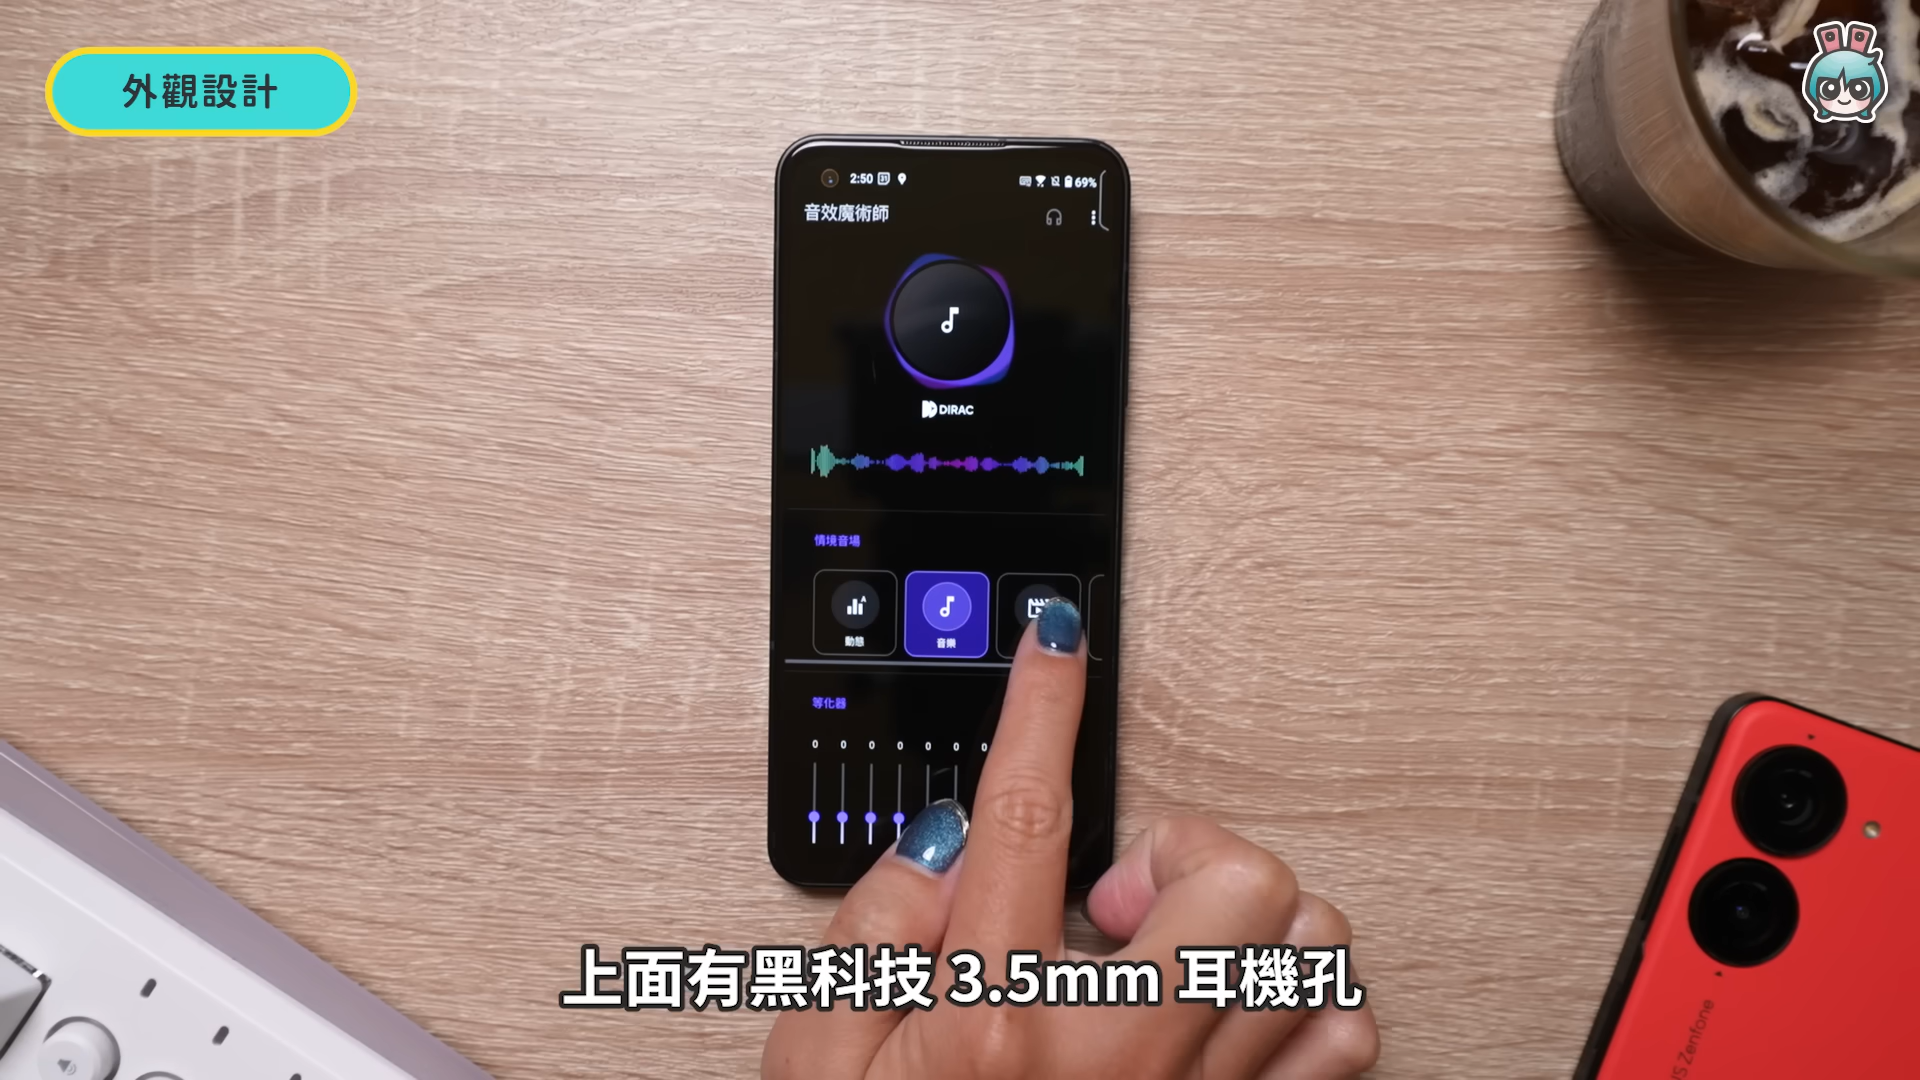 外觀設計
2:50
69%
音效魔術師
DIRAC
情境音場
動態
音樂
等化器
0 0 0 0 0 0 0
上面有黑科技 3.5mm 耳機孔
Zenfone